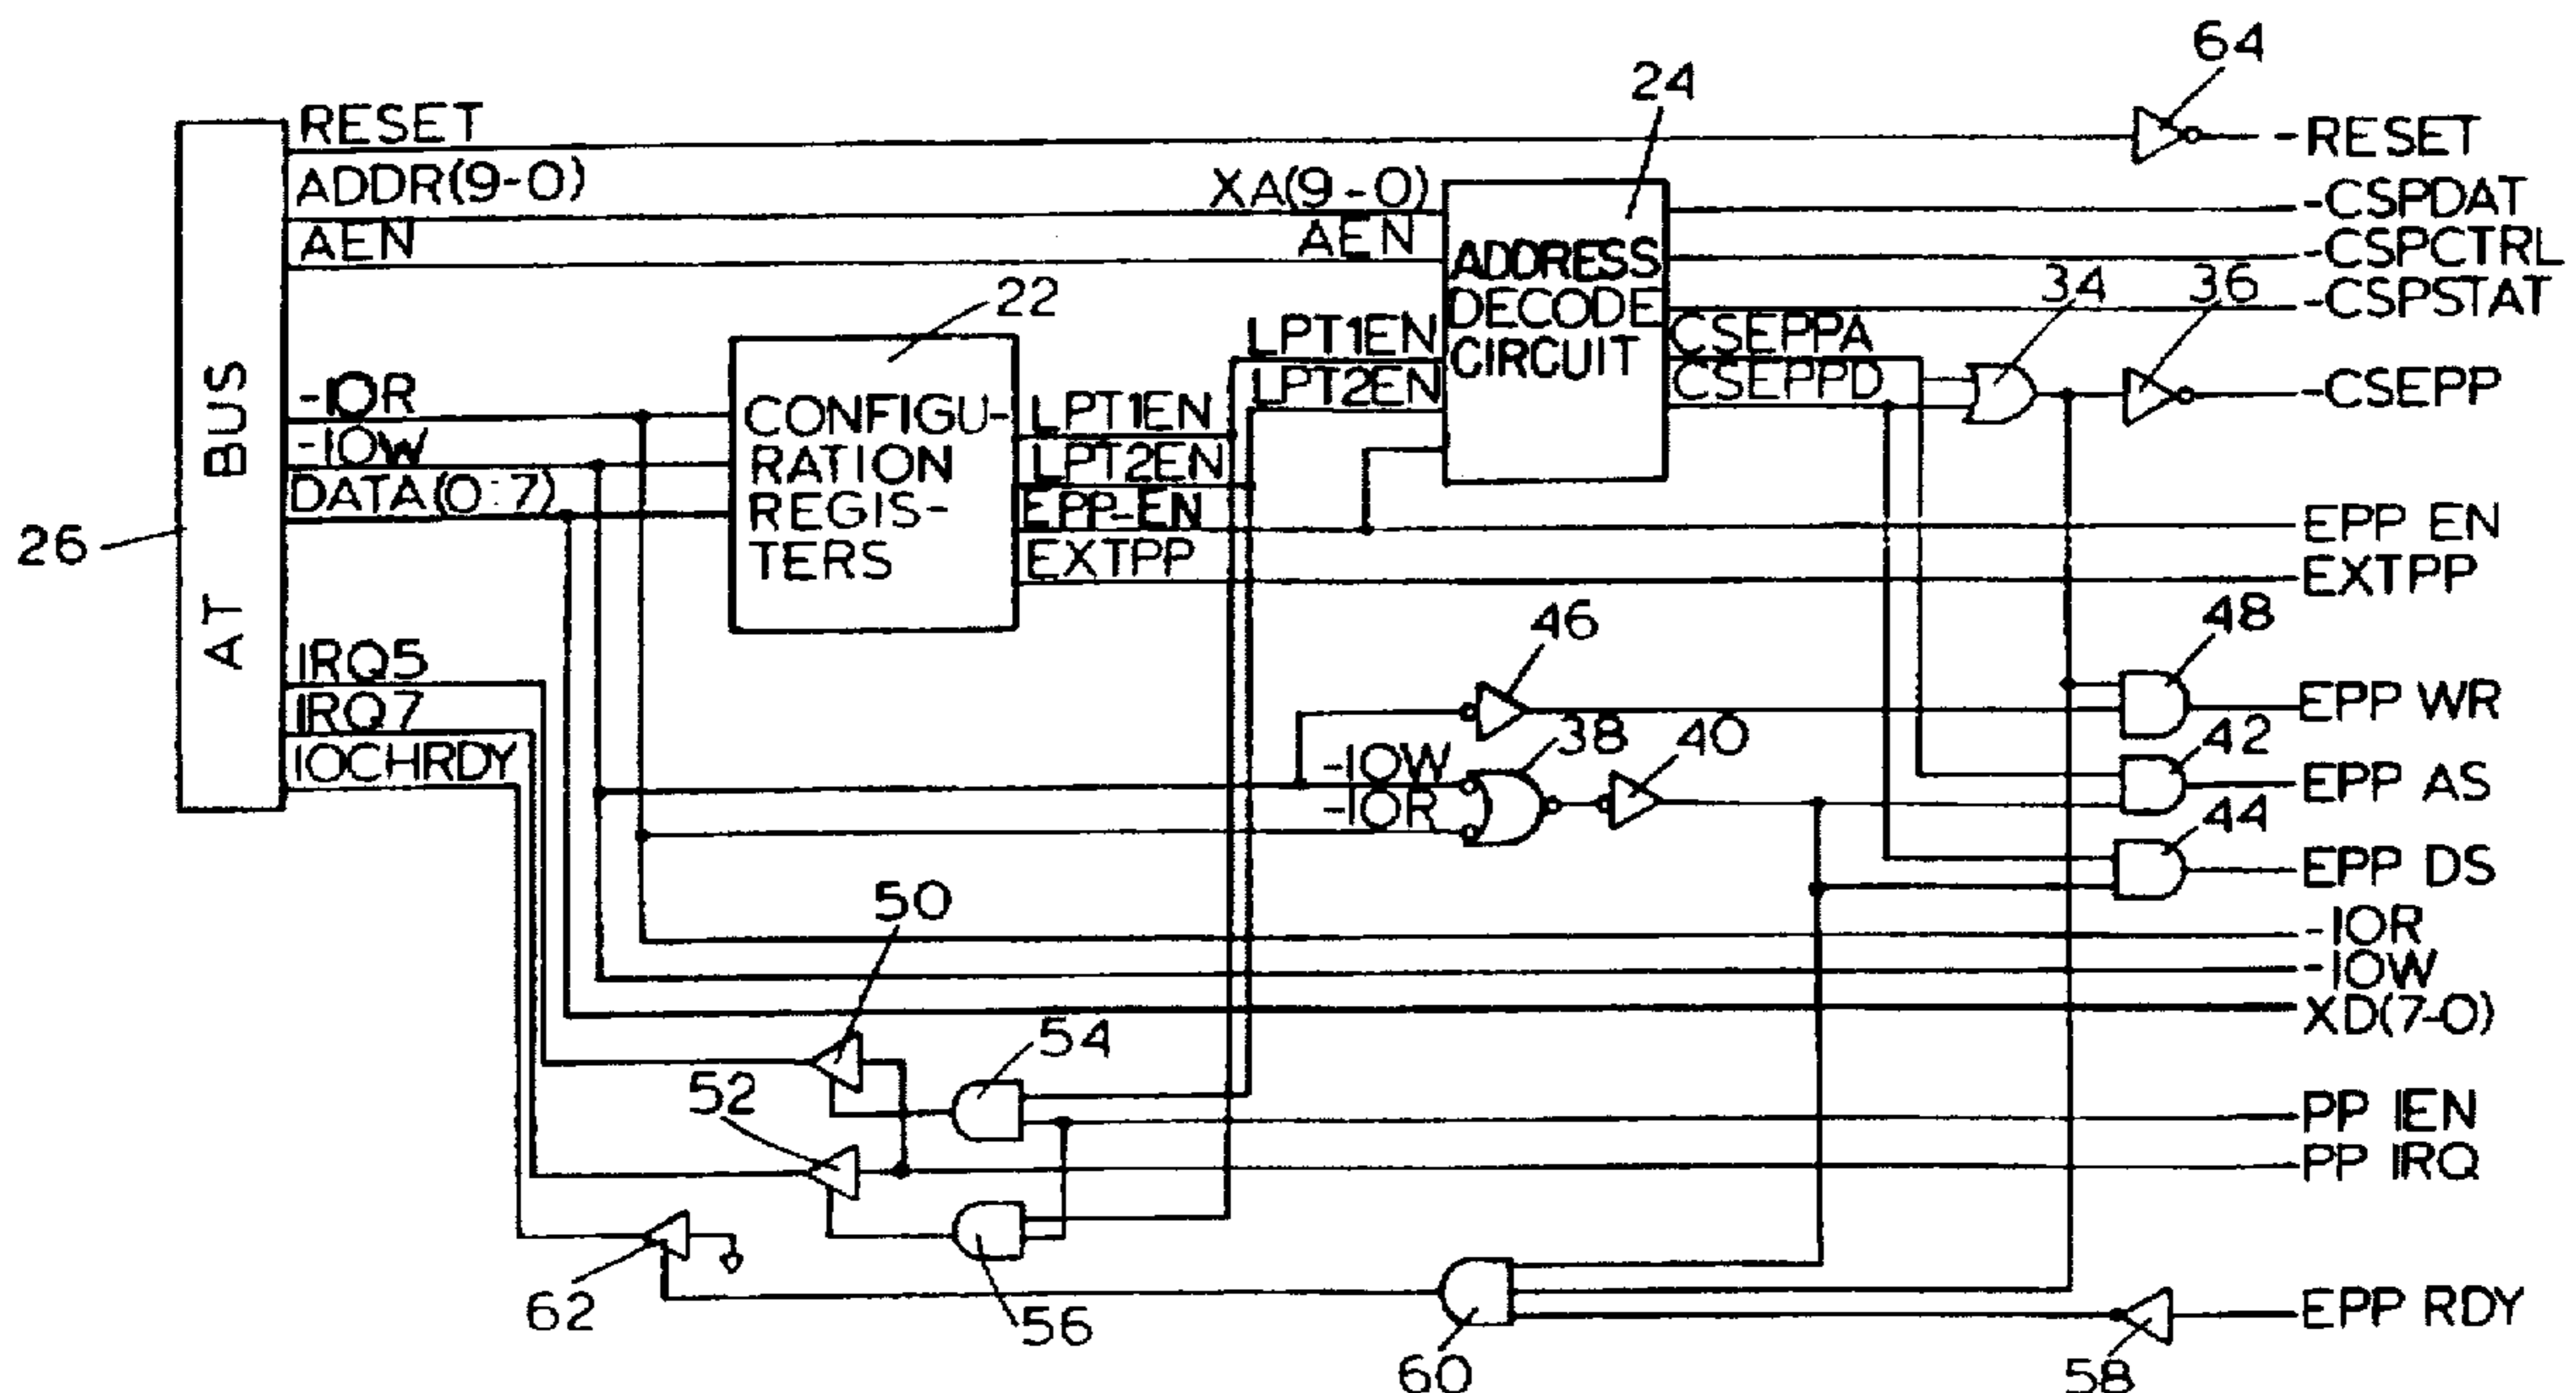 64
24
RESET
-RESET
ADDR(9-0)
XA(9-0)
-CSPDAT
AEN
AEN
-CSPCTRL
ADDRESS
DECODE
CIRCUIT
34
36
-CSPSTAT
22
CSEPPA
LPT1EN
CSEPPD
LPT2EN
-CSEPP
AT BUS
-IOR
-IOW
DATA(0:7)
CONFIGU-
RATION
REGIS-
TERS
LPT1EN
LPT2EN
EPP-EN
EXTPP
EPP EN
EXTPP
26
46
48
IRQ5
IRQ7
IOCHRDY
EPP WR
38
40
42
-IOW
-IOR
EPP AS
44
EPP DS
50
-IOR
-IOW
XD(7-0)
54
52
PP IEN
PP IRQ
62
56
60
58
EPP RDY